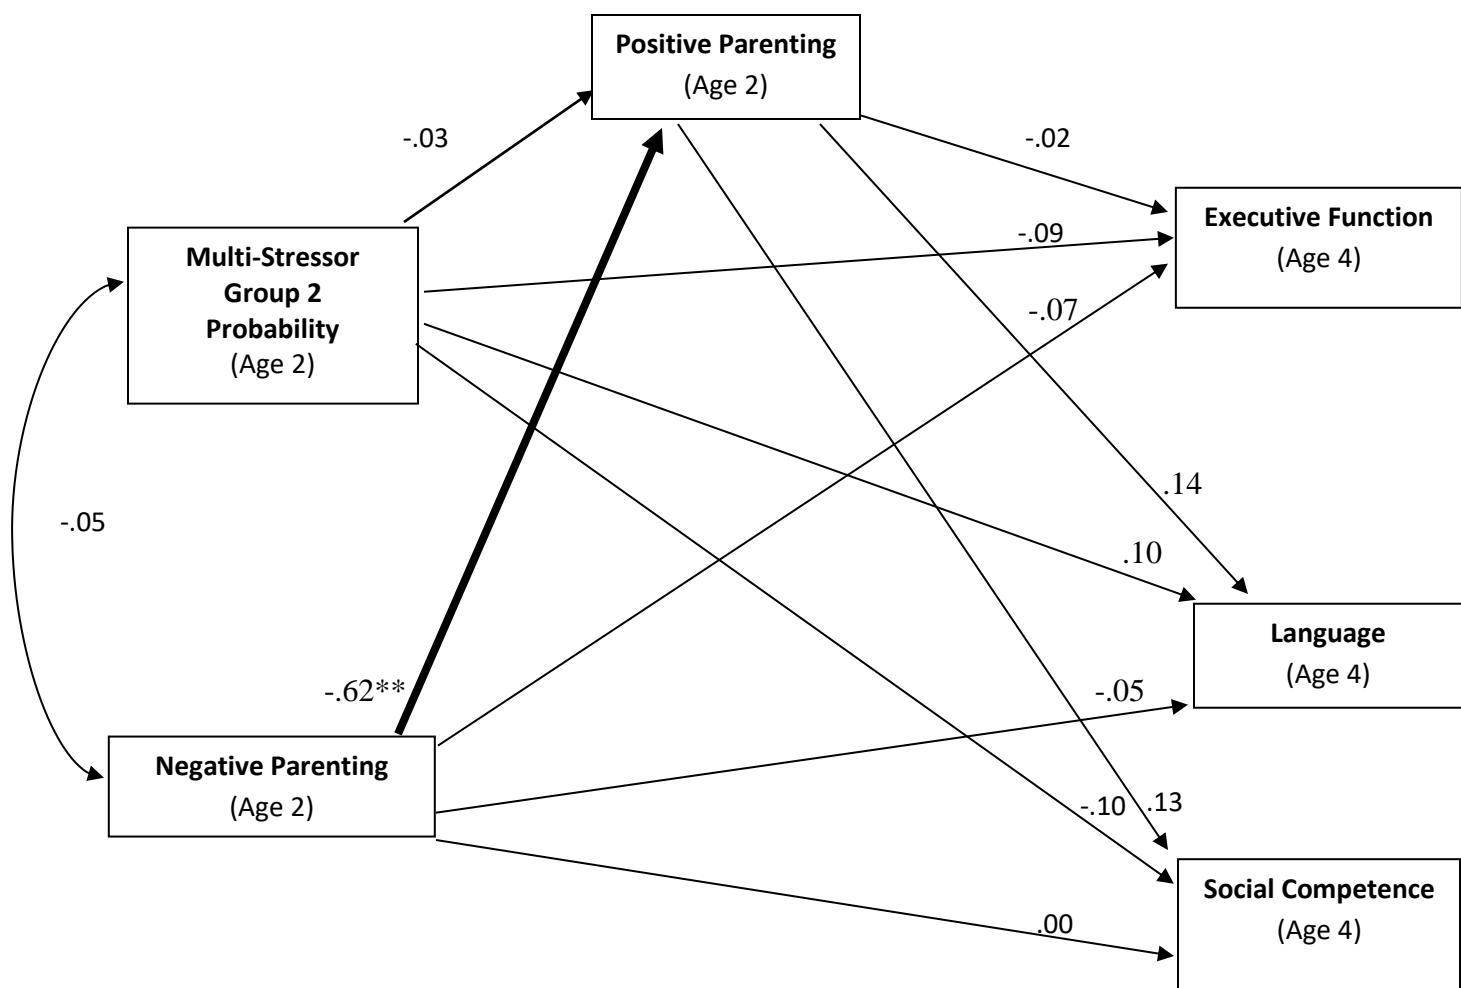 Positive Parenting
(Age 2)
-.03
-.02
Executive Function
(Age 4)
-.09
Multi-Stressor
Group 2
Probability
(Age 2)
-.07
.14
-.05
.10
Language
(Age 4)
-.62**
-.05
Negative Parenting
(Age 2)
-.10
.13
Social Competence
(Age 4)
.00